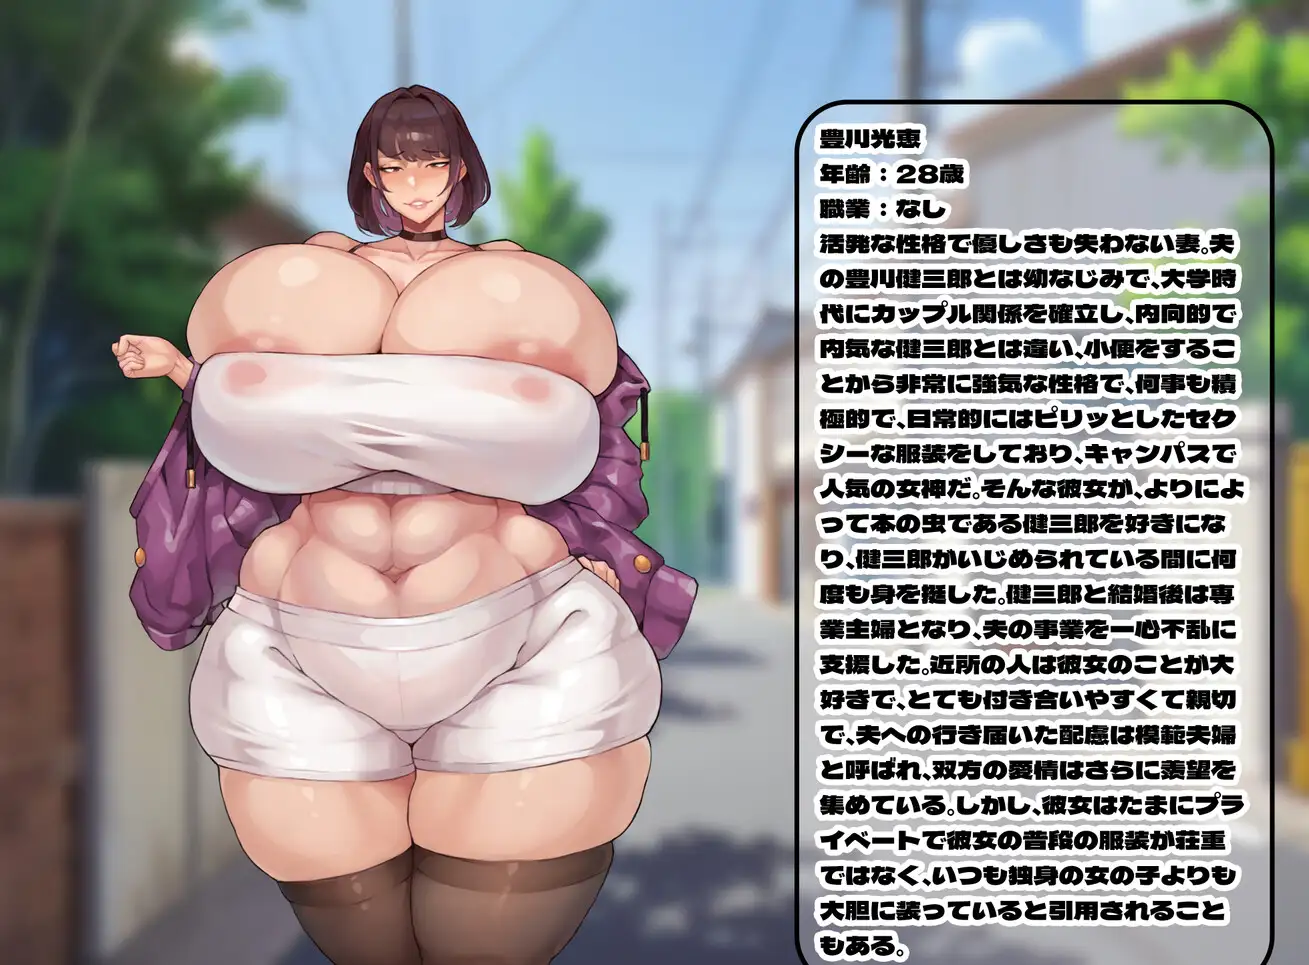 豊川光恵
年齢：28歳
職業：なし
活発な性格で優しさも失わない妻。夫
の豊川健三郎とは幼なじみで、大学時
代にカップル関係を確立し、内向的で
内気な健三郎とは違い、小便をするこ
とから非常に強気な性格で、何事も積
極的で、日常的にはピリッとしたセク
シーな服装をしており、キャンパスで
人気の女神だ。そんな彼女が、よりによ
って本の虫である健三郎を好きにな
り、健三郎がいじめられている間に何
度も身を挺した。健三郎と結婚後は専
業主婦となり、夫の事業を一心不乱に
支援した。近所の人は彼女のことが大
好きで、とても付き合いやすくて親切
で、夫への行き届いた配慮は模範夫婦
と呼ばれ、双方の愛情はさらに羨望を
集めている。しかし、彼女はたまにプラ
イベートで彼女の普段の服装が荘重
ではなく、いつも独身の女の子よりも
大胆に装っていると引用されること
もある。